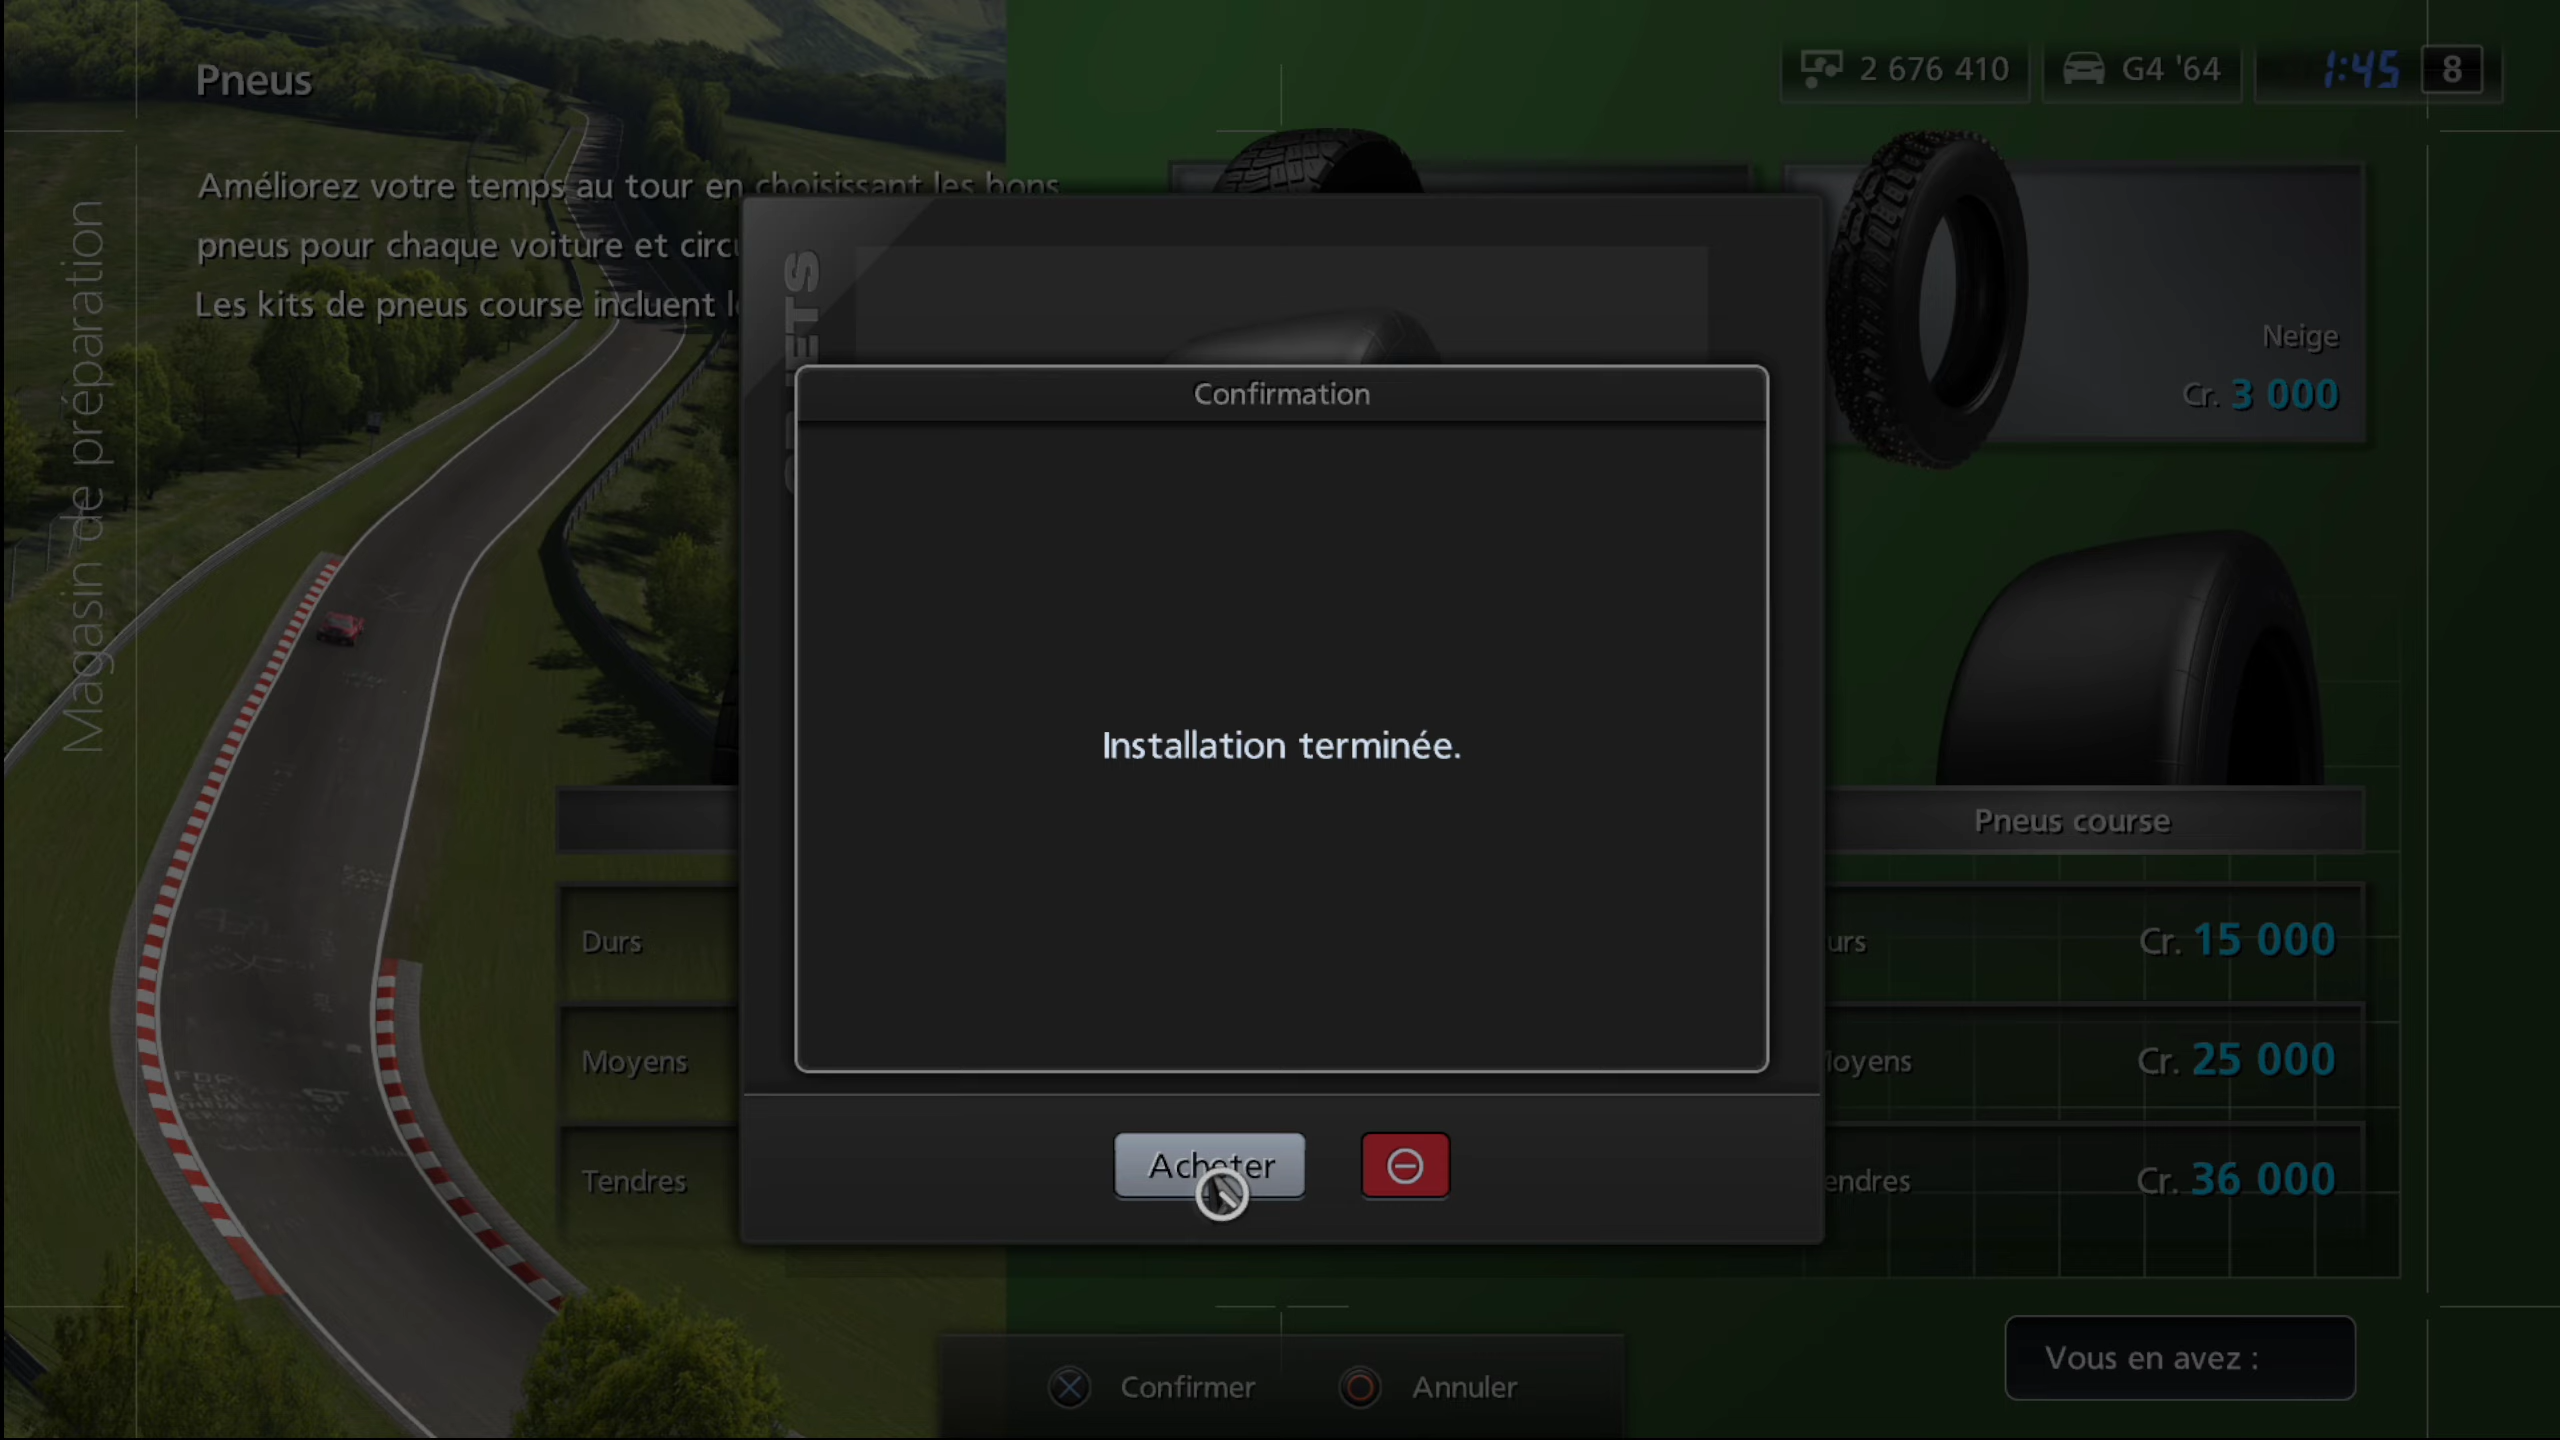 Pneus
2 676 410
G4 '64
1:45
8
Améliorez votre temps au tour en choisissant les bons
pneus pour chaque voiture et
Les kits de pneus course incluent
Magasin de préparation
Neige
Cr. 3 000
Confirmation
Installation terminée.
Pneus course
Durs
Cr. 15 000
Moyens
Cr. 25 000
Tendres
Cr. 36 000
Acheter
Vous en avez :
Confirmer
Annuler